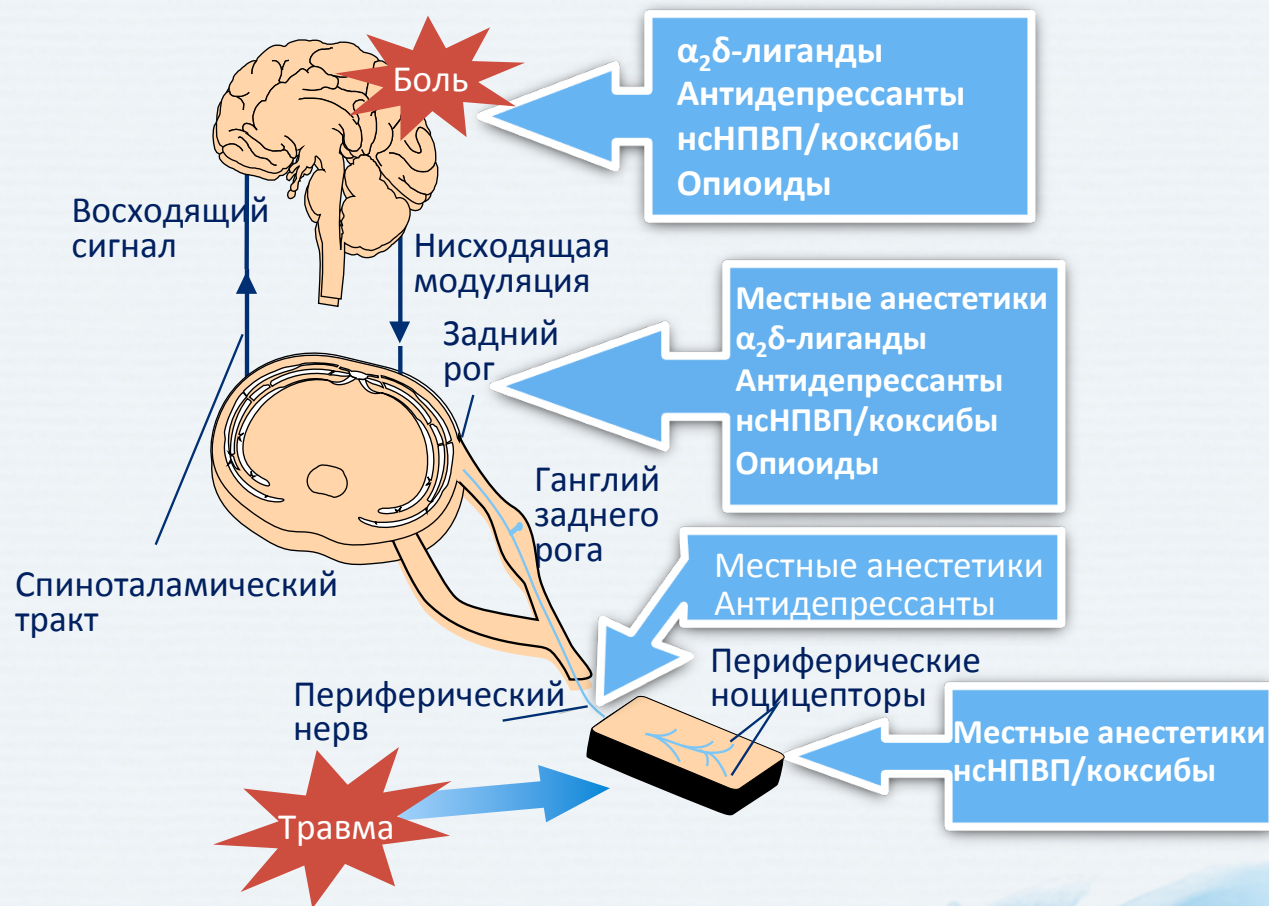 Боль
α₂δ-лиганды
Антидепрессанты
нсНПВП/коксибы
Опиоиды
Восходящий
сигнал
Нисходящая
модуляция
Задний
рог
Местные анестетики
α₂δ-лиганды
Антидепрессанты
нсНПВП/коксибы
Опиоиды
Ганглий
заднего
рога
Спиноталамический
тракт
Местные анестетики
Антидепрессанты
Периферический
нерв
Периферические
ноцицепторы
Местные анестетики
нсНПВП/коксибы
Травма